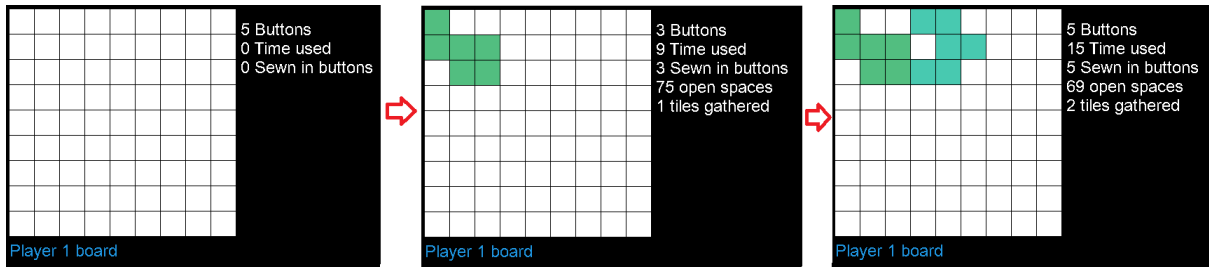 5 Buttons
0 Time used
0 Sewn in buttons
Player 1 board
3 Buttons
9 Time used
3 Sewn in buttons
75 open spaces
1 tiles gathered
Player 1 board
5 Buttons
15 Time used
5 Sewn in buttons
69 open spaces
2 tiles gathered
Player 1 board